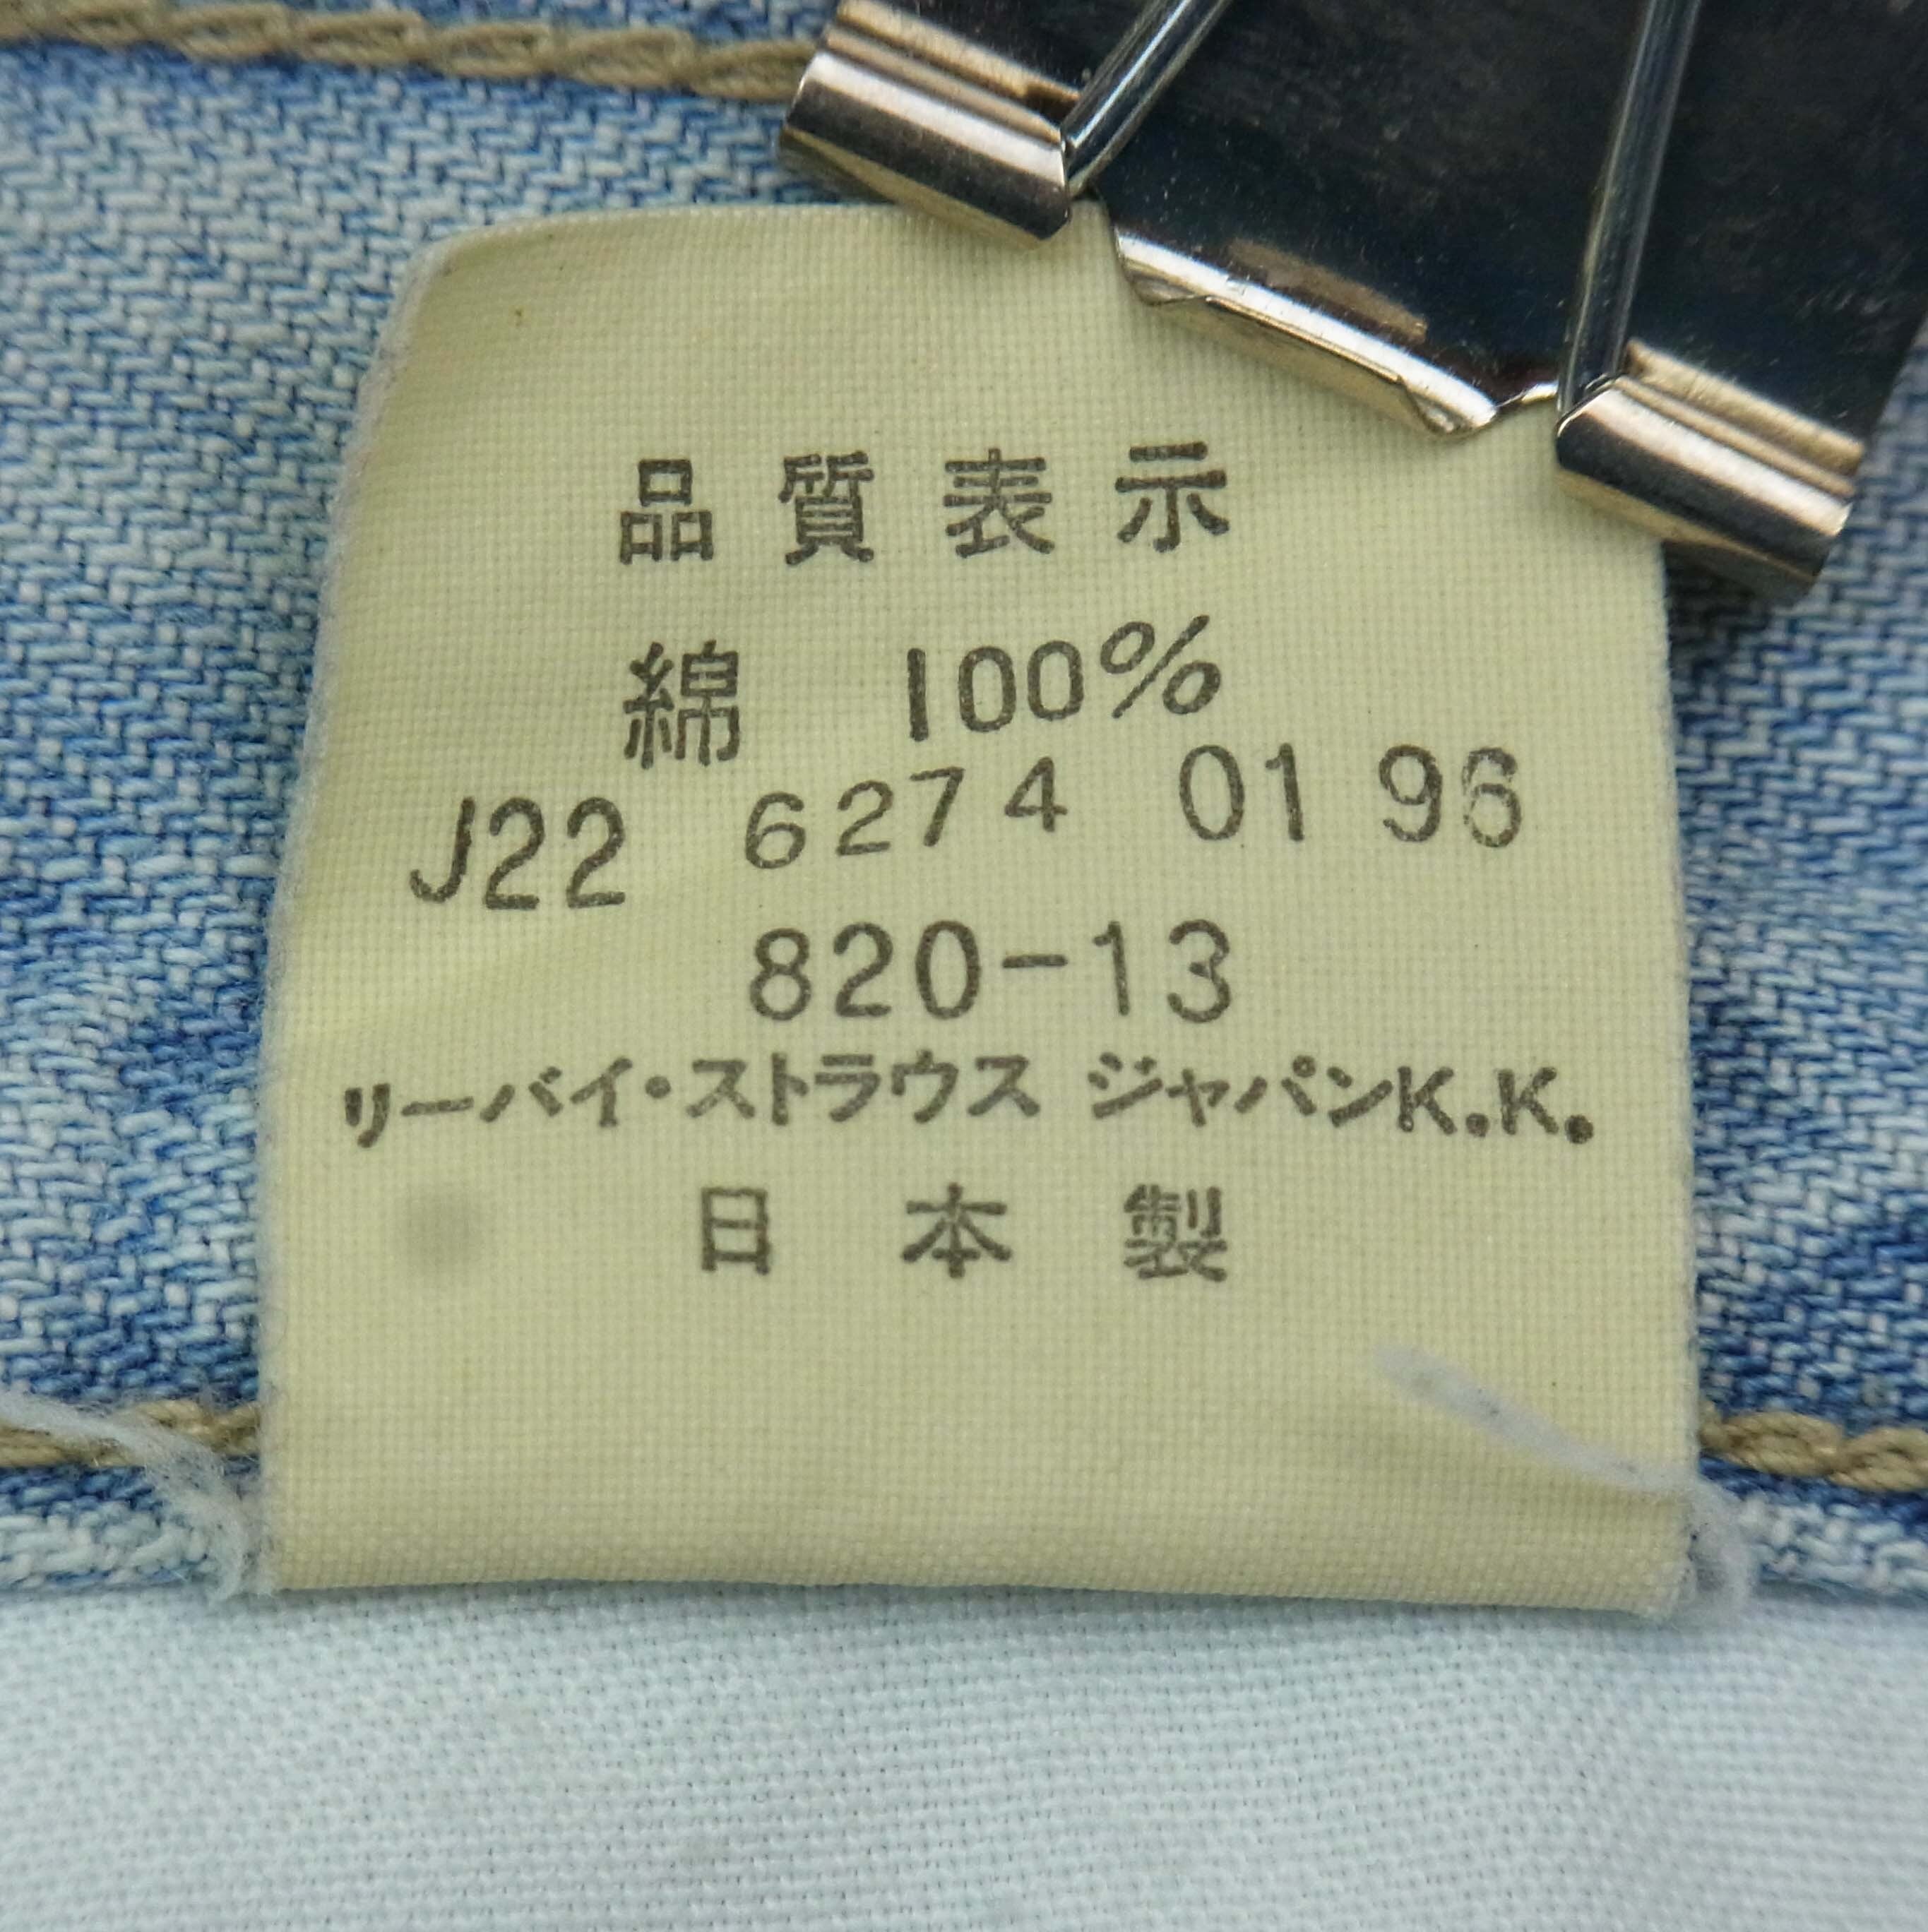 品質表示
綿 100%
J22 6274 01 96
820-13
リーバイ・ストラウス ジャパンK.K.
日本製